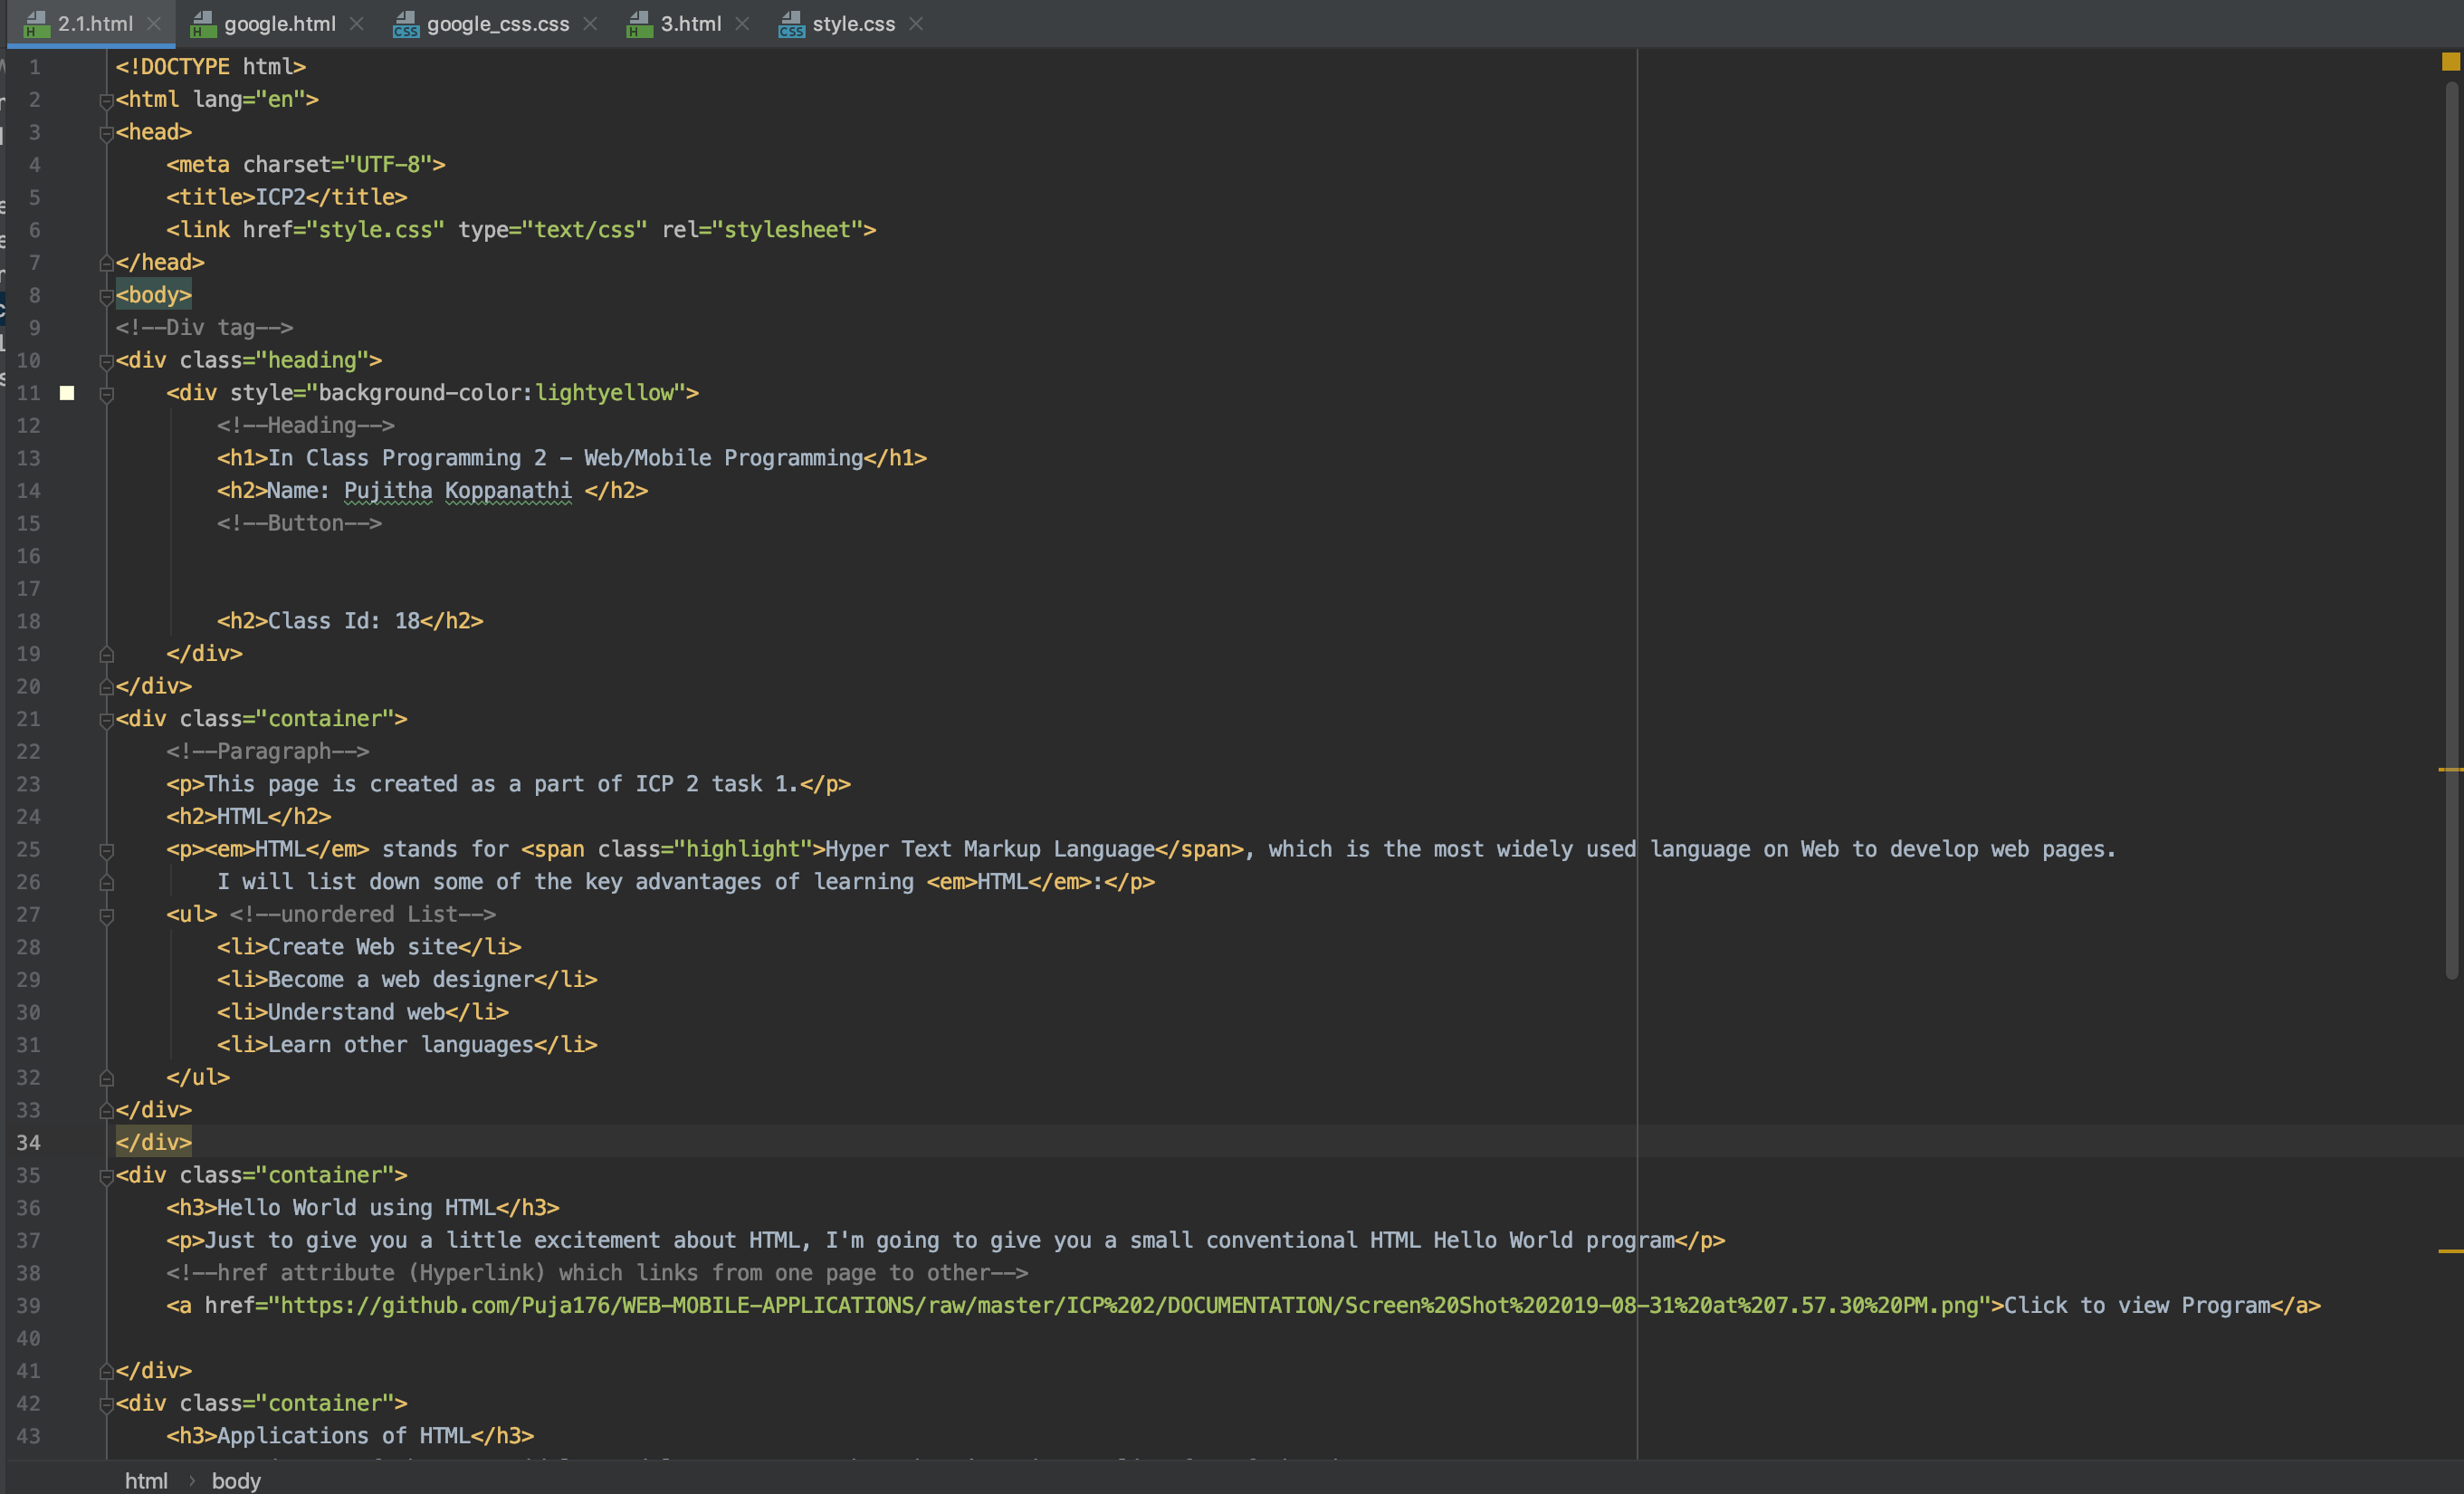 2.1.html google.html google_css.css 3.html style.css
1 <!DOCTYPE html>
2 <html lang="en">
3 <head>
4 <meta charset="UTF-8">
5 <title>ICP2</title>
6 <link href="style.css" type="text/css" rel="stylesheet">
7 </head>
8 <body>
9 <!--Div tag-->
10 <div class="heading">
11 <div style="background-color:lightyellow">
12 <!--Heading-->
13 <h1>In Class Programming 2 - Web/Mobile Programming</h1>
14 <h2>Name: Pujitha Koppanathi </h2>
15 <!--Button-->
16
17
18 <h2>Class Id: 18</h2>
19 </div>
20 </div>
21 <div class="container">
22 <!--Paragraph-->
23 <p>This page is created as a part of ICP 2 task 1.</p>
24 <h2>HTML</h2>
25 <p><em>HTML</em> stands for <span class="highlight">Hyper Text Markup Language</span>, which is the most widely used language on Web to develop web pages.
26 I will list down some of the key advantages of learning <em>HTML</em>:</p>
27 <ul> <!--unordered List-->
28 <li>Create Web site</li>
29 <li>Become a web designer</li>
30 <li>Understand web</li>
31 <li>Learn other languages</li>
32 </ul>
33 </div>
34 </div>
35 <div class="container">
36 <h3>Hello World using HTML</h3>
37 <p>Just to give you a little excitement about HTML, I'm going to give you a small conventional HTML Hello World program</p>
38 <!--href attribute (Hyperlink) which links from one page to other-->
39 <a href="https://github.com/Puja176/WEB-MOBILE-APPLICATIONS/raw/master/ICP%202/DOCUMENTATION/Screen%20Shot%202019-08-31%20at%207.57.30%20PM.png">Click to view Program</a>
40
41 </div>
42 <div class="container">
43 <h3>Applications of HTML</h3>
html › body